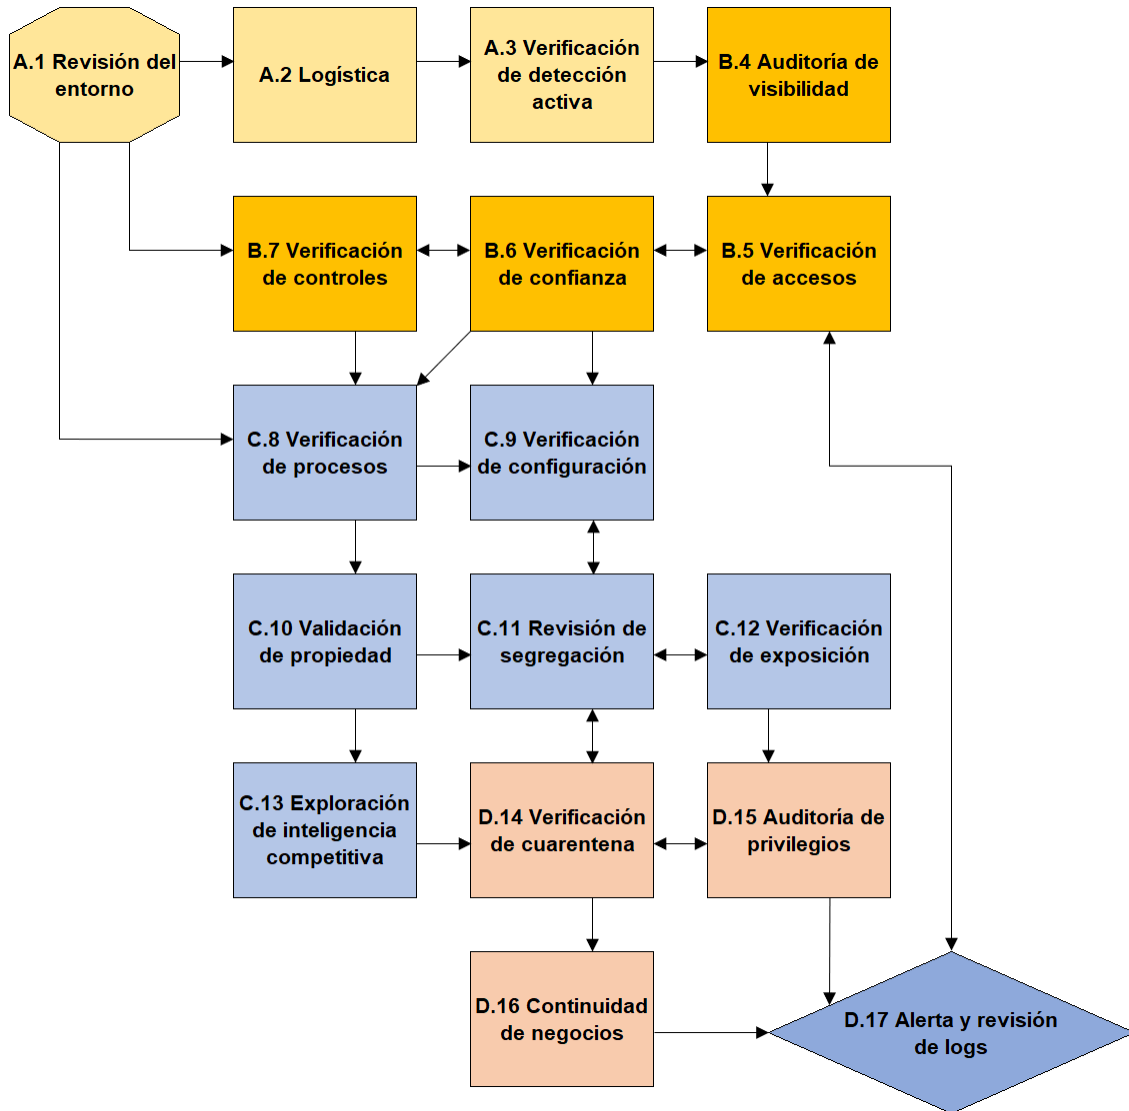 A.1 Revisión del
entorno
A.2 Logística
A.3 Verificación
de detección
activa
B.4 Auditoría de
visibilidad
B.7 Verificación
de controles
B.6 Verificación
de confianza
B.5 Verificación
de accesos
C.8 Verificación
de procesos
C.9 Verificación
de configuración
C.10 Validación
de propiedad
C.11 Revisión de
segregación
C.12 Verificación
de exposición
C.13 Exploración
de inteligencia
competitiva
D.14 Verificación
de cuarentena
D.15 Auditoría de
privilegios
D.16 Continuidad
de negocios
D.17 Alerta y revisión
de logs